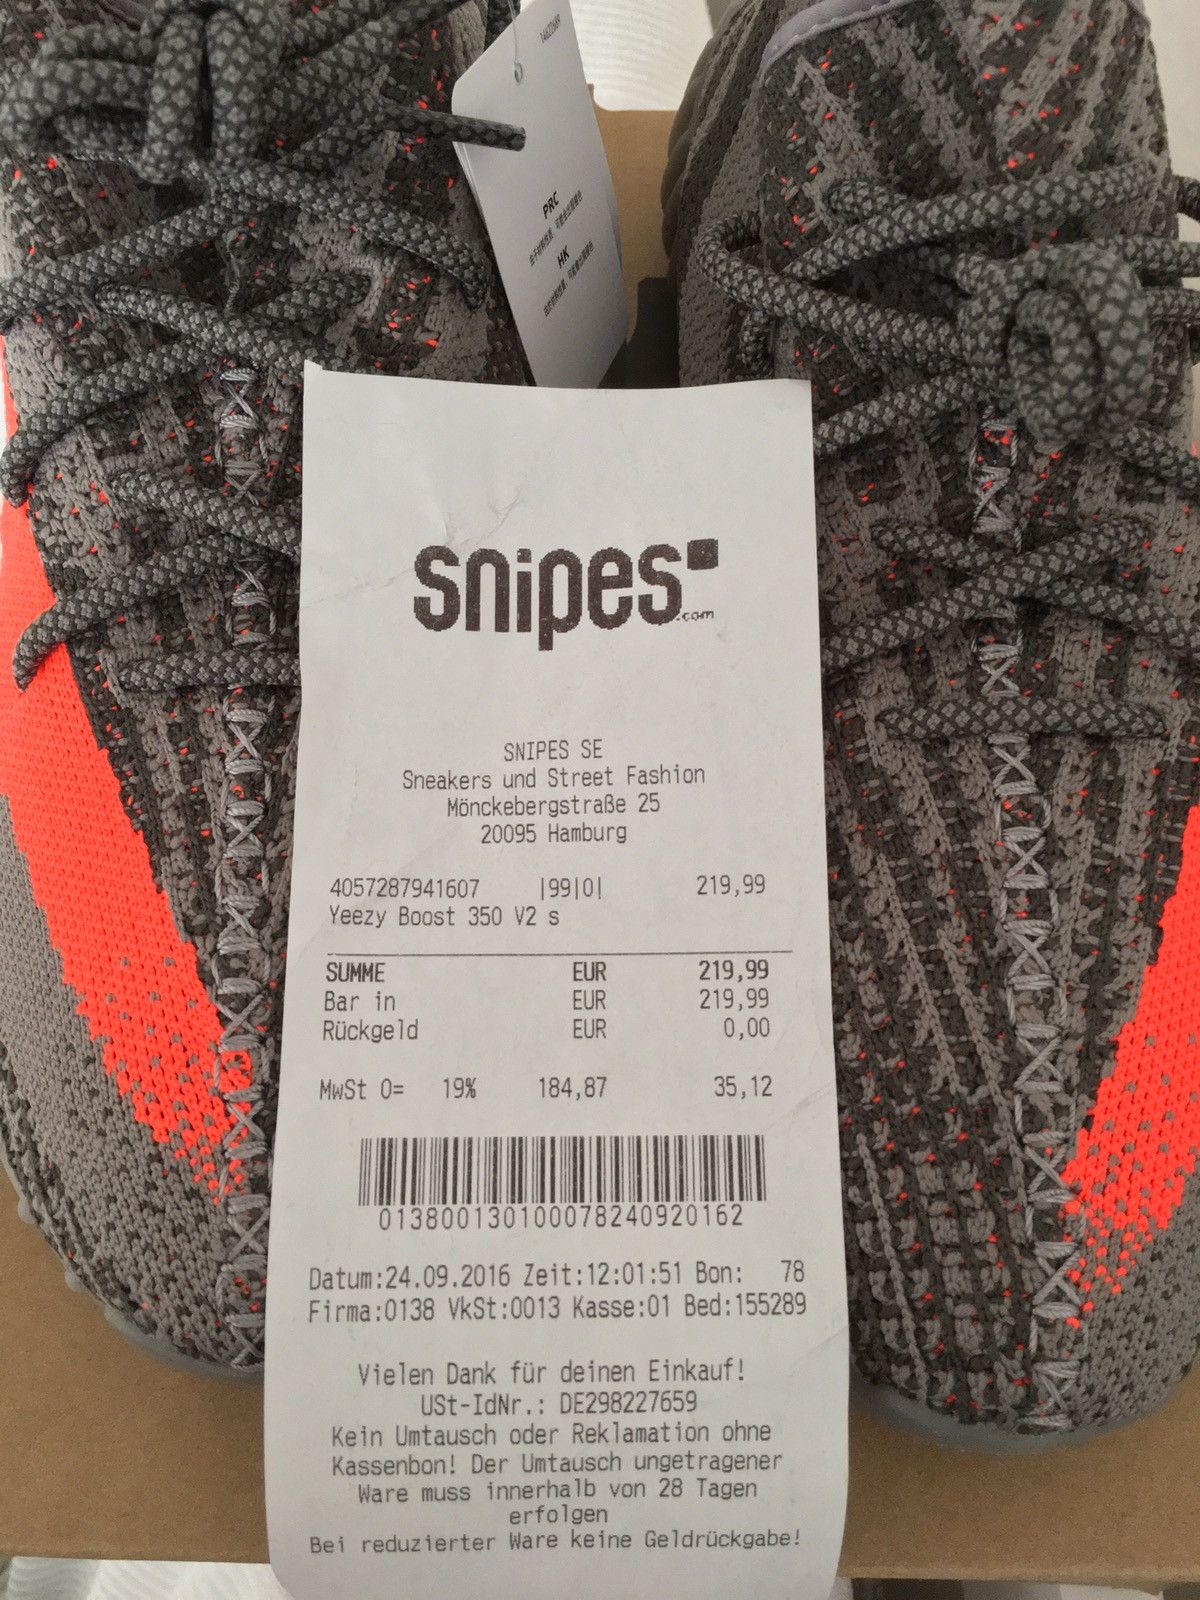 14627688
PRC
HK
snipes
.com
SNIPES SE
Sneakers und Street Fashion
Mönckebergstraße 25
20095 Hamburg
4057287941607 |99|0| 219,99
Yeezy Boost 350 V2 s
SUMME EUR 219,99
Bar in EUR 219,99
Rückgeld EUR 0,00
MwSt O= 19% 184,87 35,12
013800130100078240920162
Datum:24.09.2016 Zeit:12:01:51 Bon: 78
Firma:0138 VkSt:0013 Kasse:01 Bed:155289
Vielen Dank für deinen Einkauf!
USt-IdNr.: DE298227659
Kein Umtausch oder Reklamation ohne
Kassenbon! Der Umtausch ungetragener
Ware muss innerhalb von 28 Tagen
erfolgen
Bei reduzierter Ware keine Geldrückgabe!